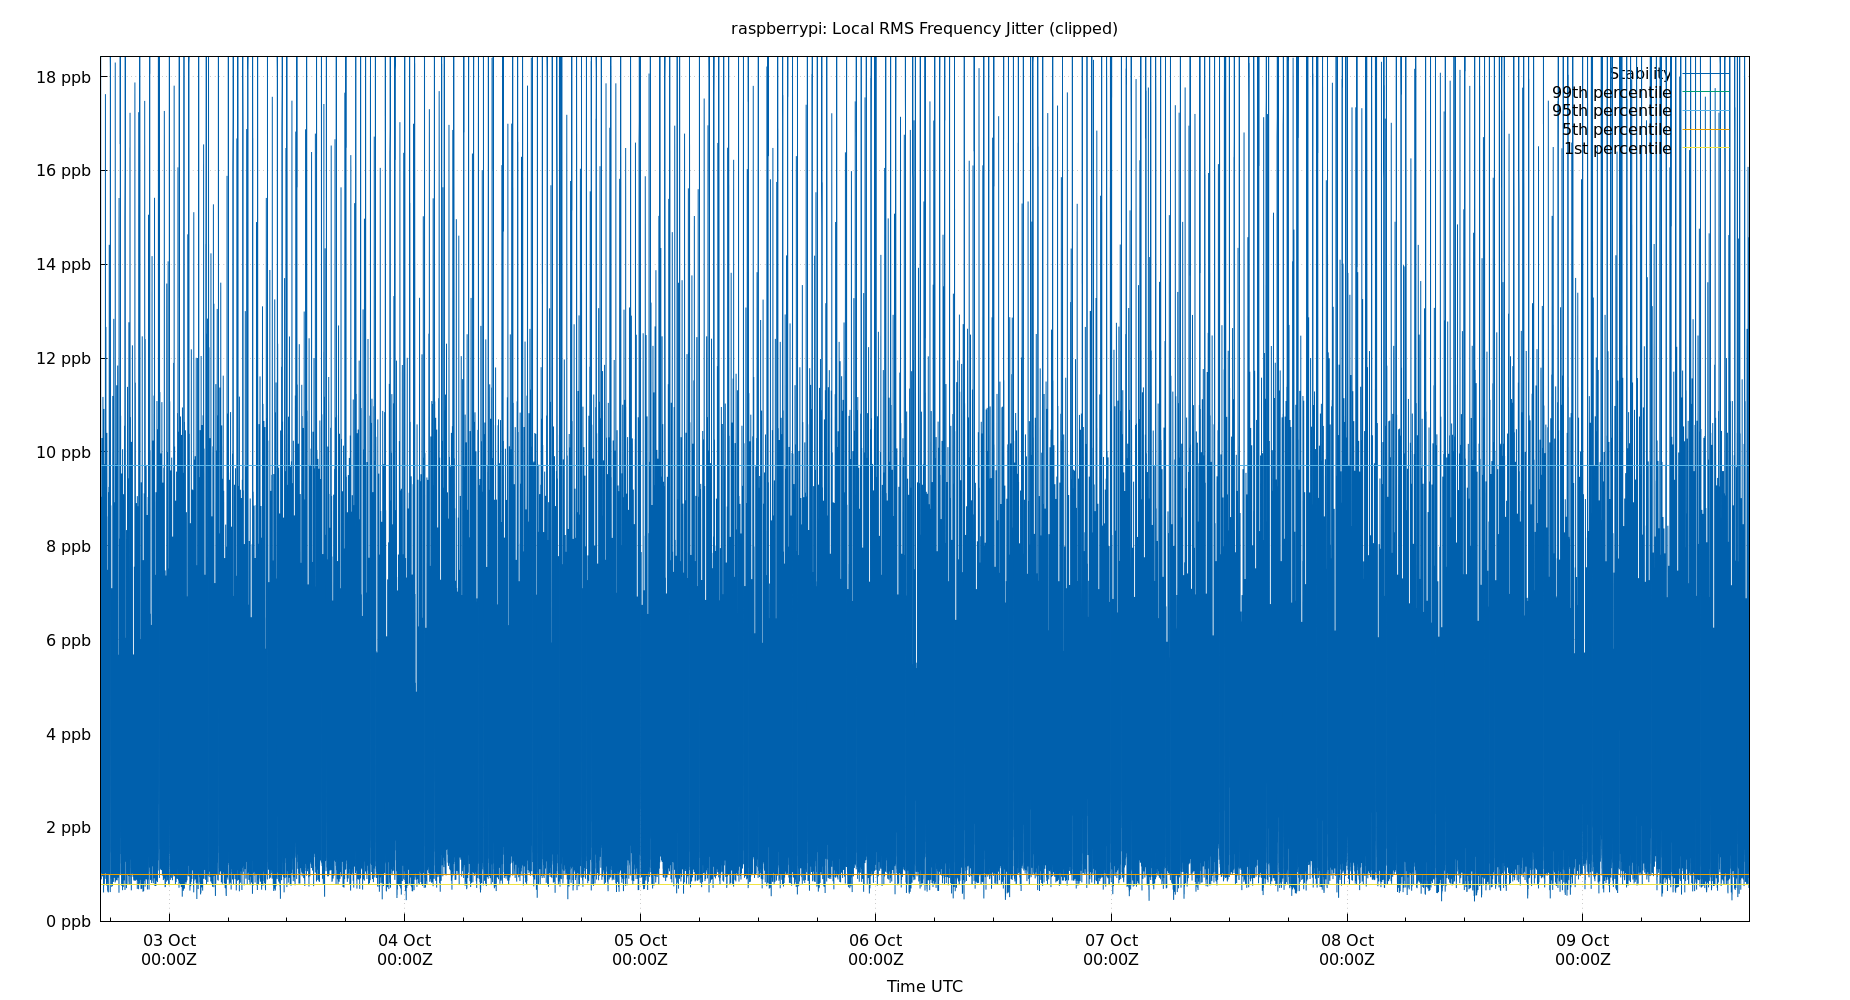 raspberrypi: Local RMS Frequency Jitter (clipped)
18 ppb
16 ppb
14 ppb
12 ppb
10 ppb
8 ppb
6 ppb
4 ppb
2 ppb
0 ppb
Stability
99th percentile
95th percentile
5th percentile
1st percentile
03 Oct
00:00Z
04 Oct
00:00Z
05 Oct
00:00Z
06 Oct
00:00Z
07 Oct
00:00Z
08 Oct
00:00Z
09 Oct
00:00Z
Time UTC